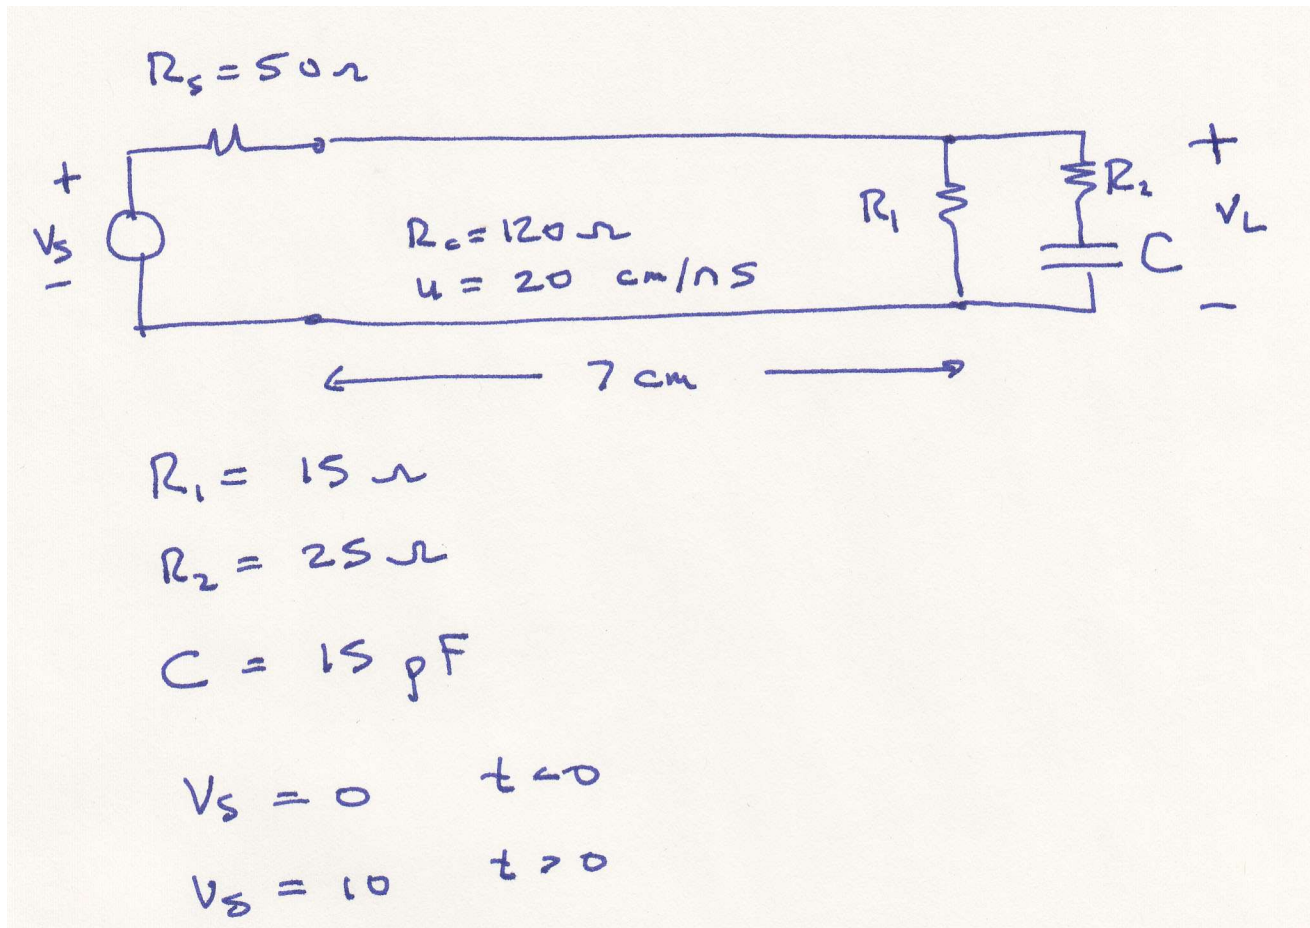 Rs = 50 Ω
+
Vs
-
Rc = 120 Ω
u = 20 cm/ns
R1
R2
C
+
VL
-
7 cm
R1 = 15 Ω
R2 = 25 Ω
C = 15 pF
Vs = 0 t < 0
Vs = 10 t > 0